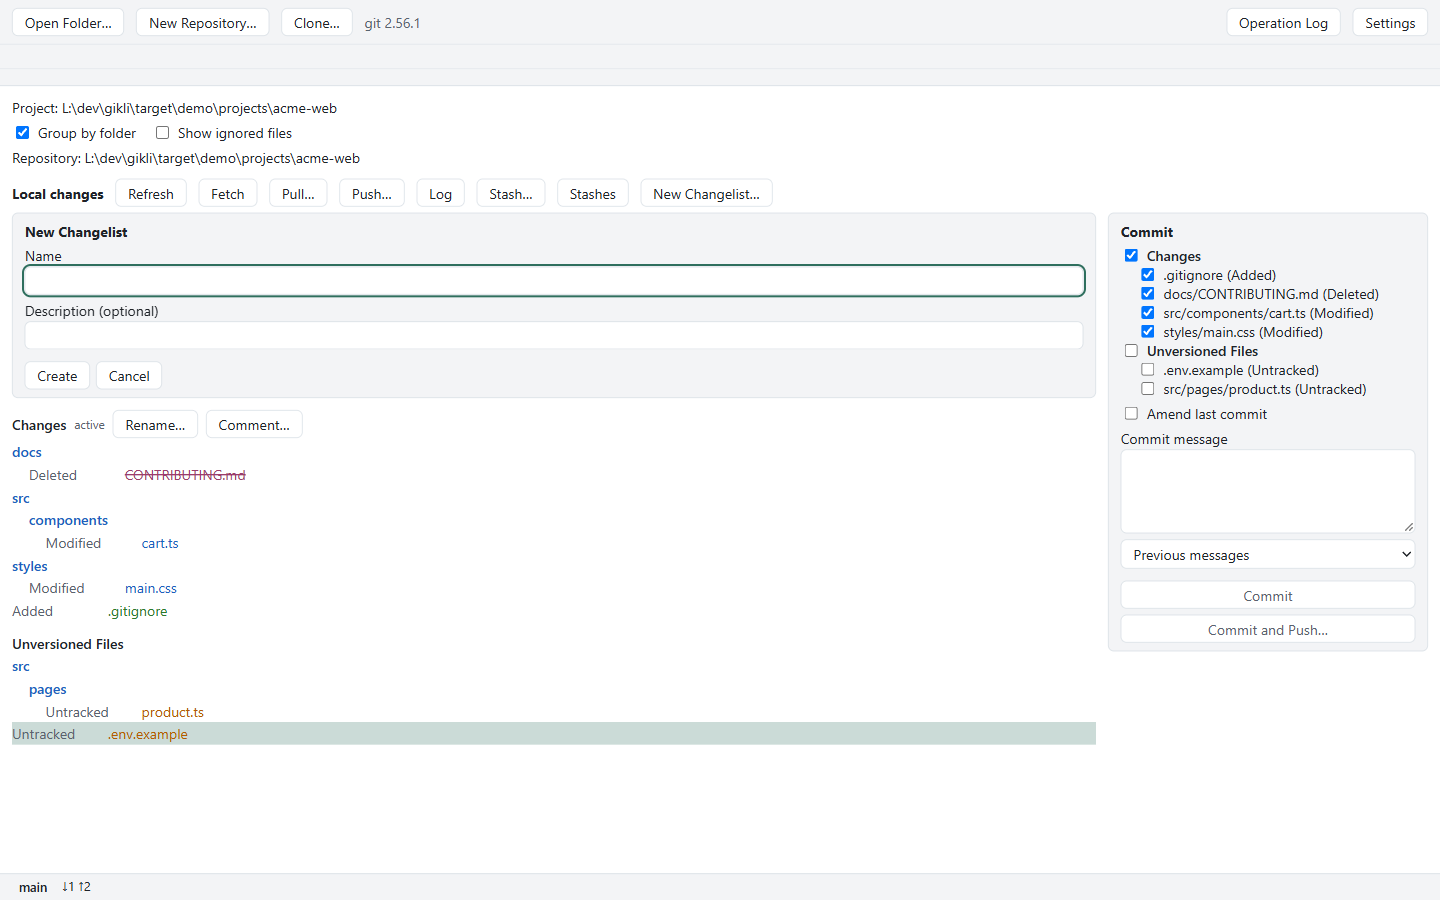 Open Folder... New Repository... Clone... git 2.56.1 Operation Log Settings
Project: L:\dev\gikli\target\demo\projects\acme-web
Group by folder Show ignored files
Repository: L:\dev\gikli\target\demo\projects\acme-web
Local changes Refresh Fetch Pull... Push... Log Stash... Stashes New Changelist...
New Changelist
Name
Description (optional)
Create Cancel
Changes active Rename... Comment...
docs
Deleted CONTRIBUTING.md
src
components
Modified cart.ts
styles
Modified main.css
Added .gitignore
Unversioned Files
src
pages
Untracked product.ts
Untracked .env.example
Commit
Changes
.gitignore (Added)
docs/CONTRIBUTING.md (Deleted)
src/components/cart.ts (Modified)
styles/main.css (Modified)
Unversioned Files
.env.example (Untracked)
src/pages/product.ts (Untracked)
Amend last commit
Commit message
Previous messages
Commit
Commit and Push...
main ↓1 ↑2